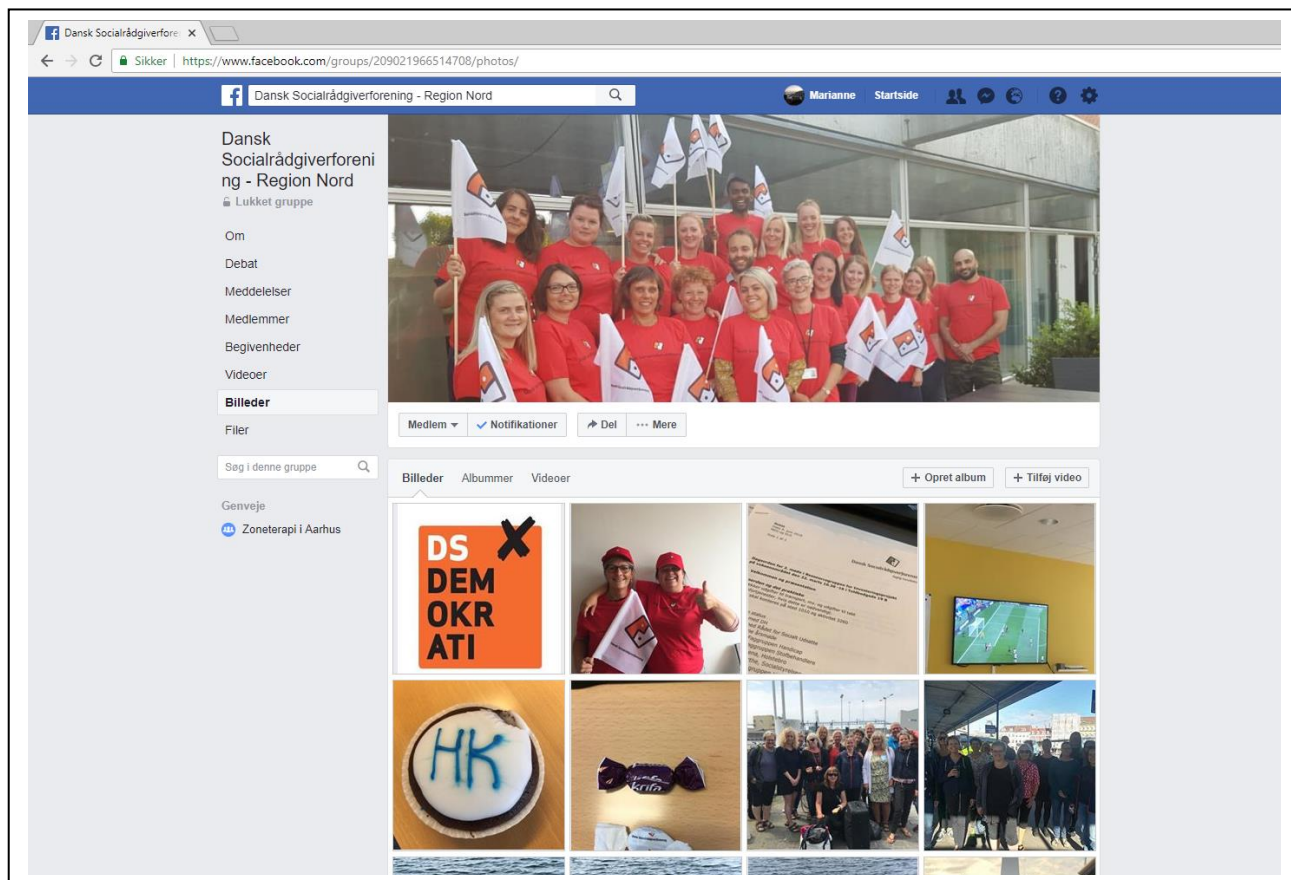 Dansk Socialrådgiverfore
Sikker
https://www.facebook.com/groups/209021966514708/photos/
Dansk Socialrådgiverforening - Region Nord
Marianne
Startside
Dansk
Socialrådgiverforeni
ng - Region Nord
Lukket gruppe
Om
Debat
Meddelelser
Medlemmer
Begivenheder
Videoer
Billeder
Filer
Søg i denne gruppe
Genveje
Zoneterapi i Aarhus
Medlem
Notifikationer
Del
Mere
Billeder Albummer Videoer
+ Opret album
+ Tilføj video
DS
DEM
OKR
ATI
Dansk Socialrådgiverforening
HK